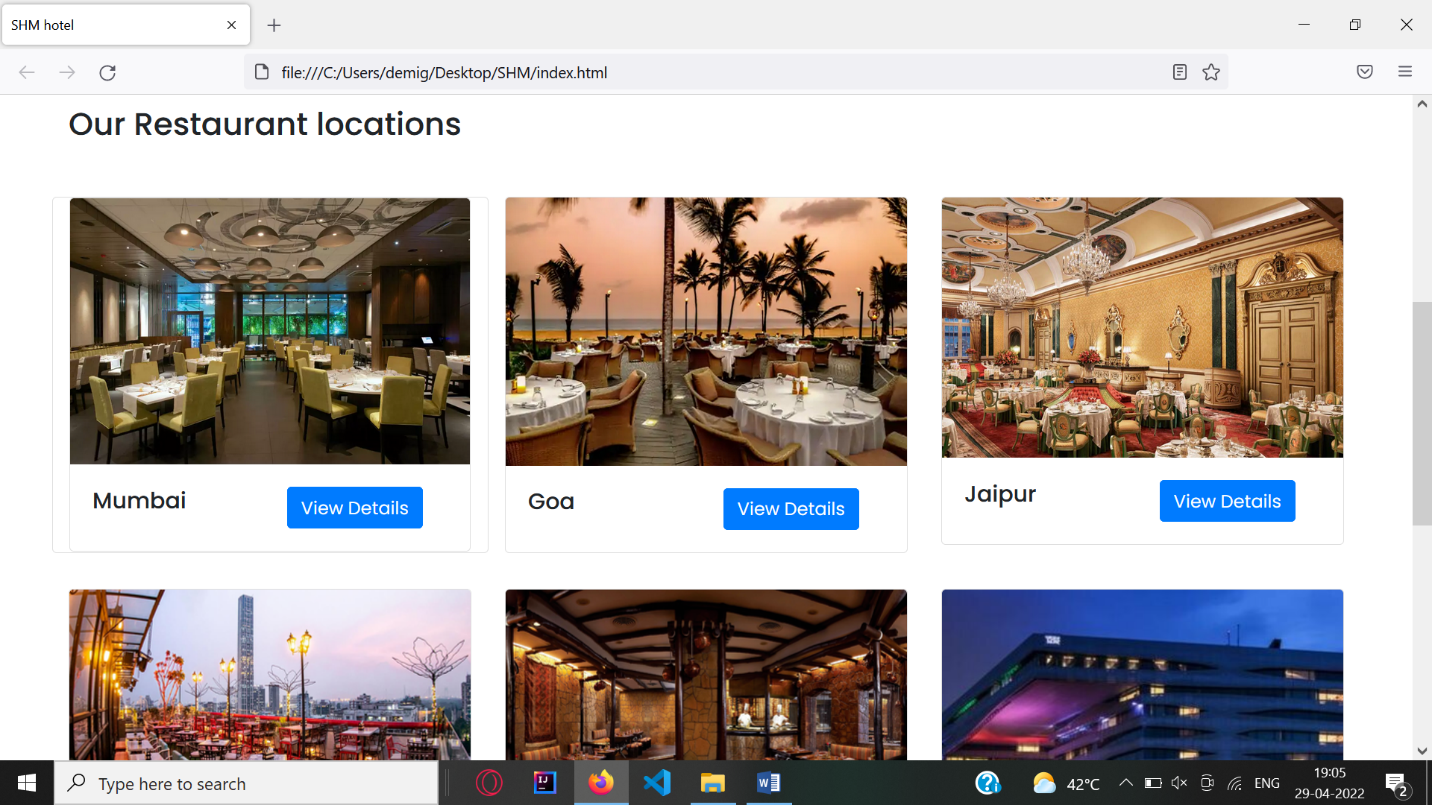 SHM hotel
file:///C:/Users/demig/Desktop/SHM/index.html
Our Restaurant locations
Mumbai
View Details
Goa
View Details
Jaipur
View Details
Type here to search
IJ
W
42°C
ENG
19:05
29-04-2022
2